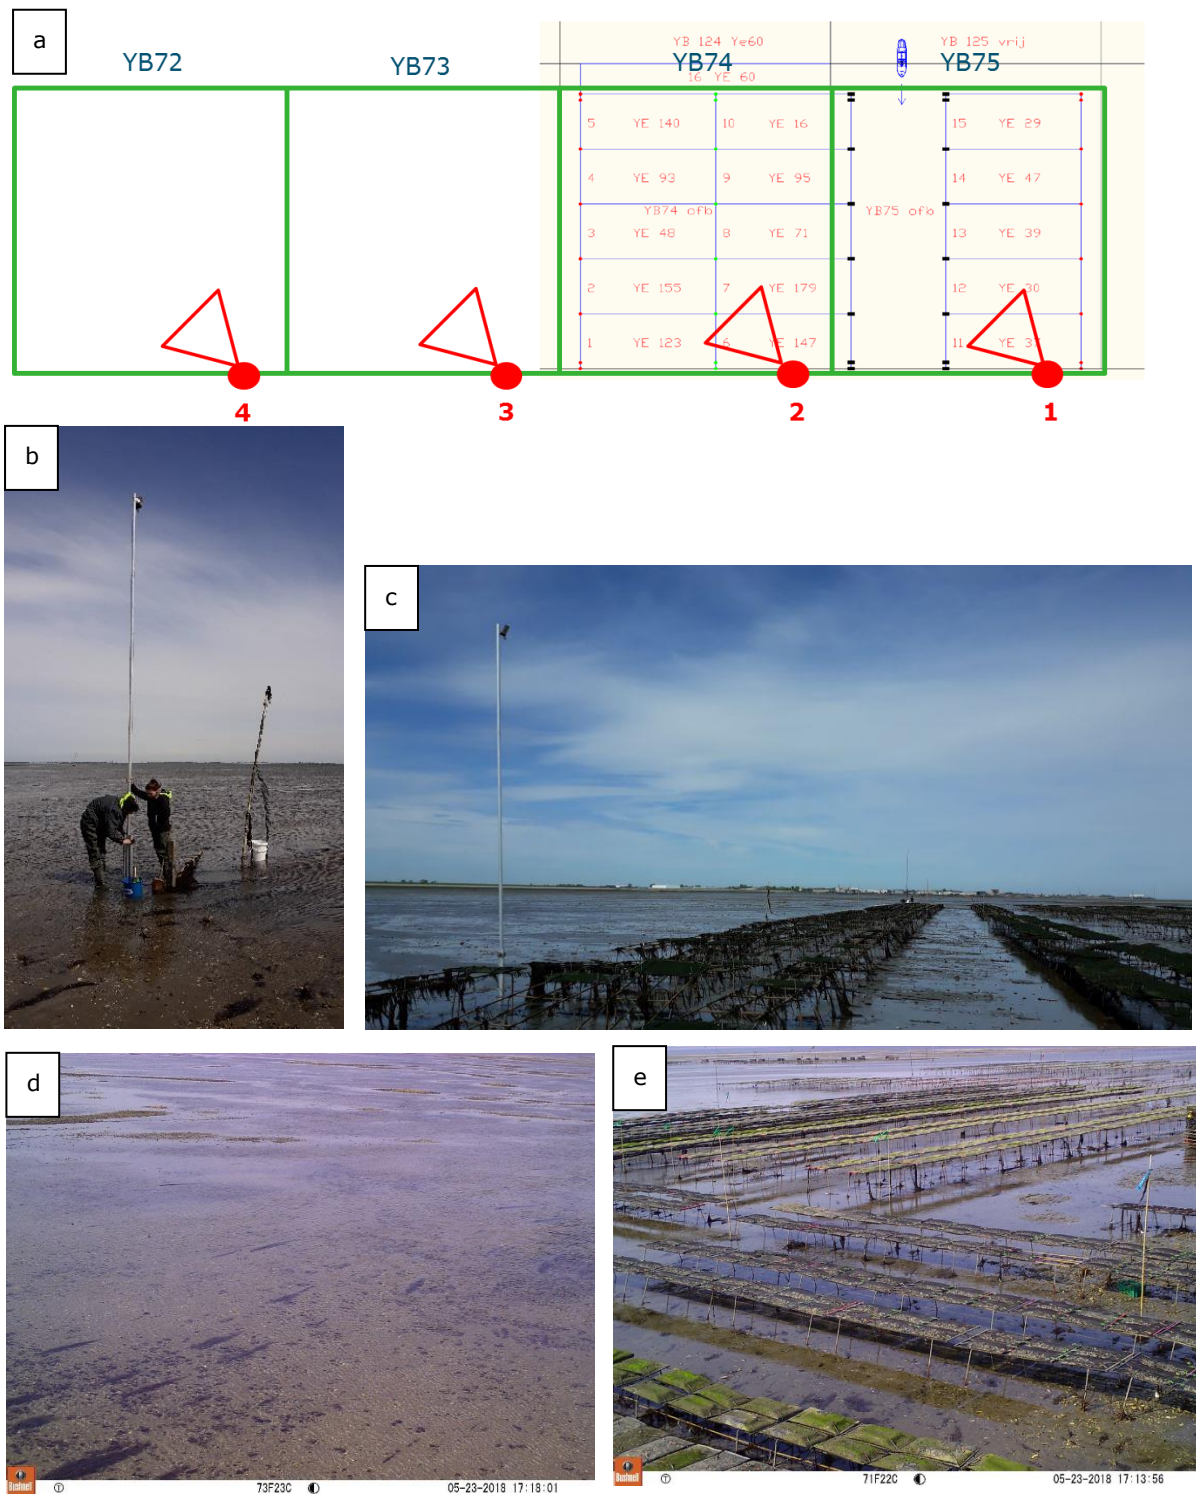 a
YB 124 Ye60
YB 125 vrij
YB72
YB73
YB74
YB75
16 YE 60
5 YE 140 10 YE 16 15 YE 29
4 YE 93 9 YE 95 14 YE 47
YB74 ofb YB75 ofb
3 YE 48 8 YE 71 13 YE 39
2 YE 155 7 YE 179 12 YE 30
1 YE 123 6 YE 147 11 YE
4
3
2
1
b
c
d
e
Bushnell 73F23C 05-23-2018 17:18:01
Bushnell 71F22C 05-23-2018 17:13:56